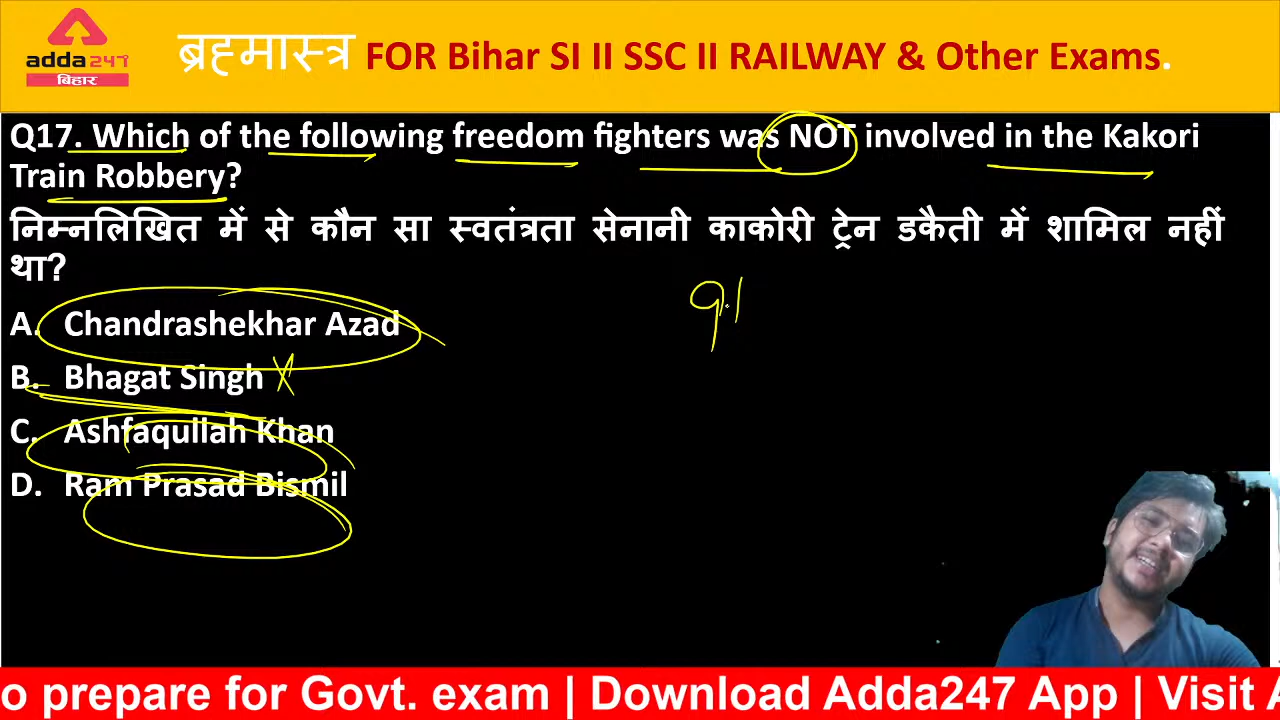 adda247
बिहार
ब्रह्मास्त्र FOR Bihar SI II SSC II RAILWAY & Other Exams.
Q17. Which of the following freedom fighters was NOT involved in the Kakori
Train Robbery?
निम्नलिखित में से कौन सा स्वतंत्रता सेनानी काकोरी ट्रेन डकैती में शामिल नहीं
था?
A. Chandrashekhar Azad
B. Bhagat Singh
C. Ashfaqullah Khan
D. Ram Prasad Bismil
o prepare for Govt. exam | Download Adda247 App | Visit A